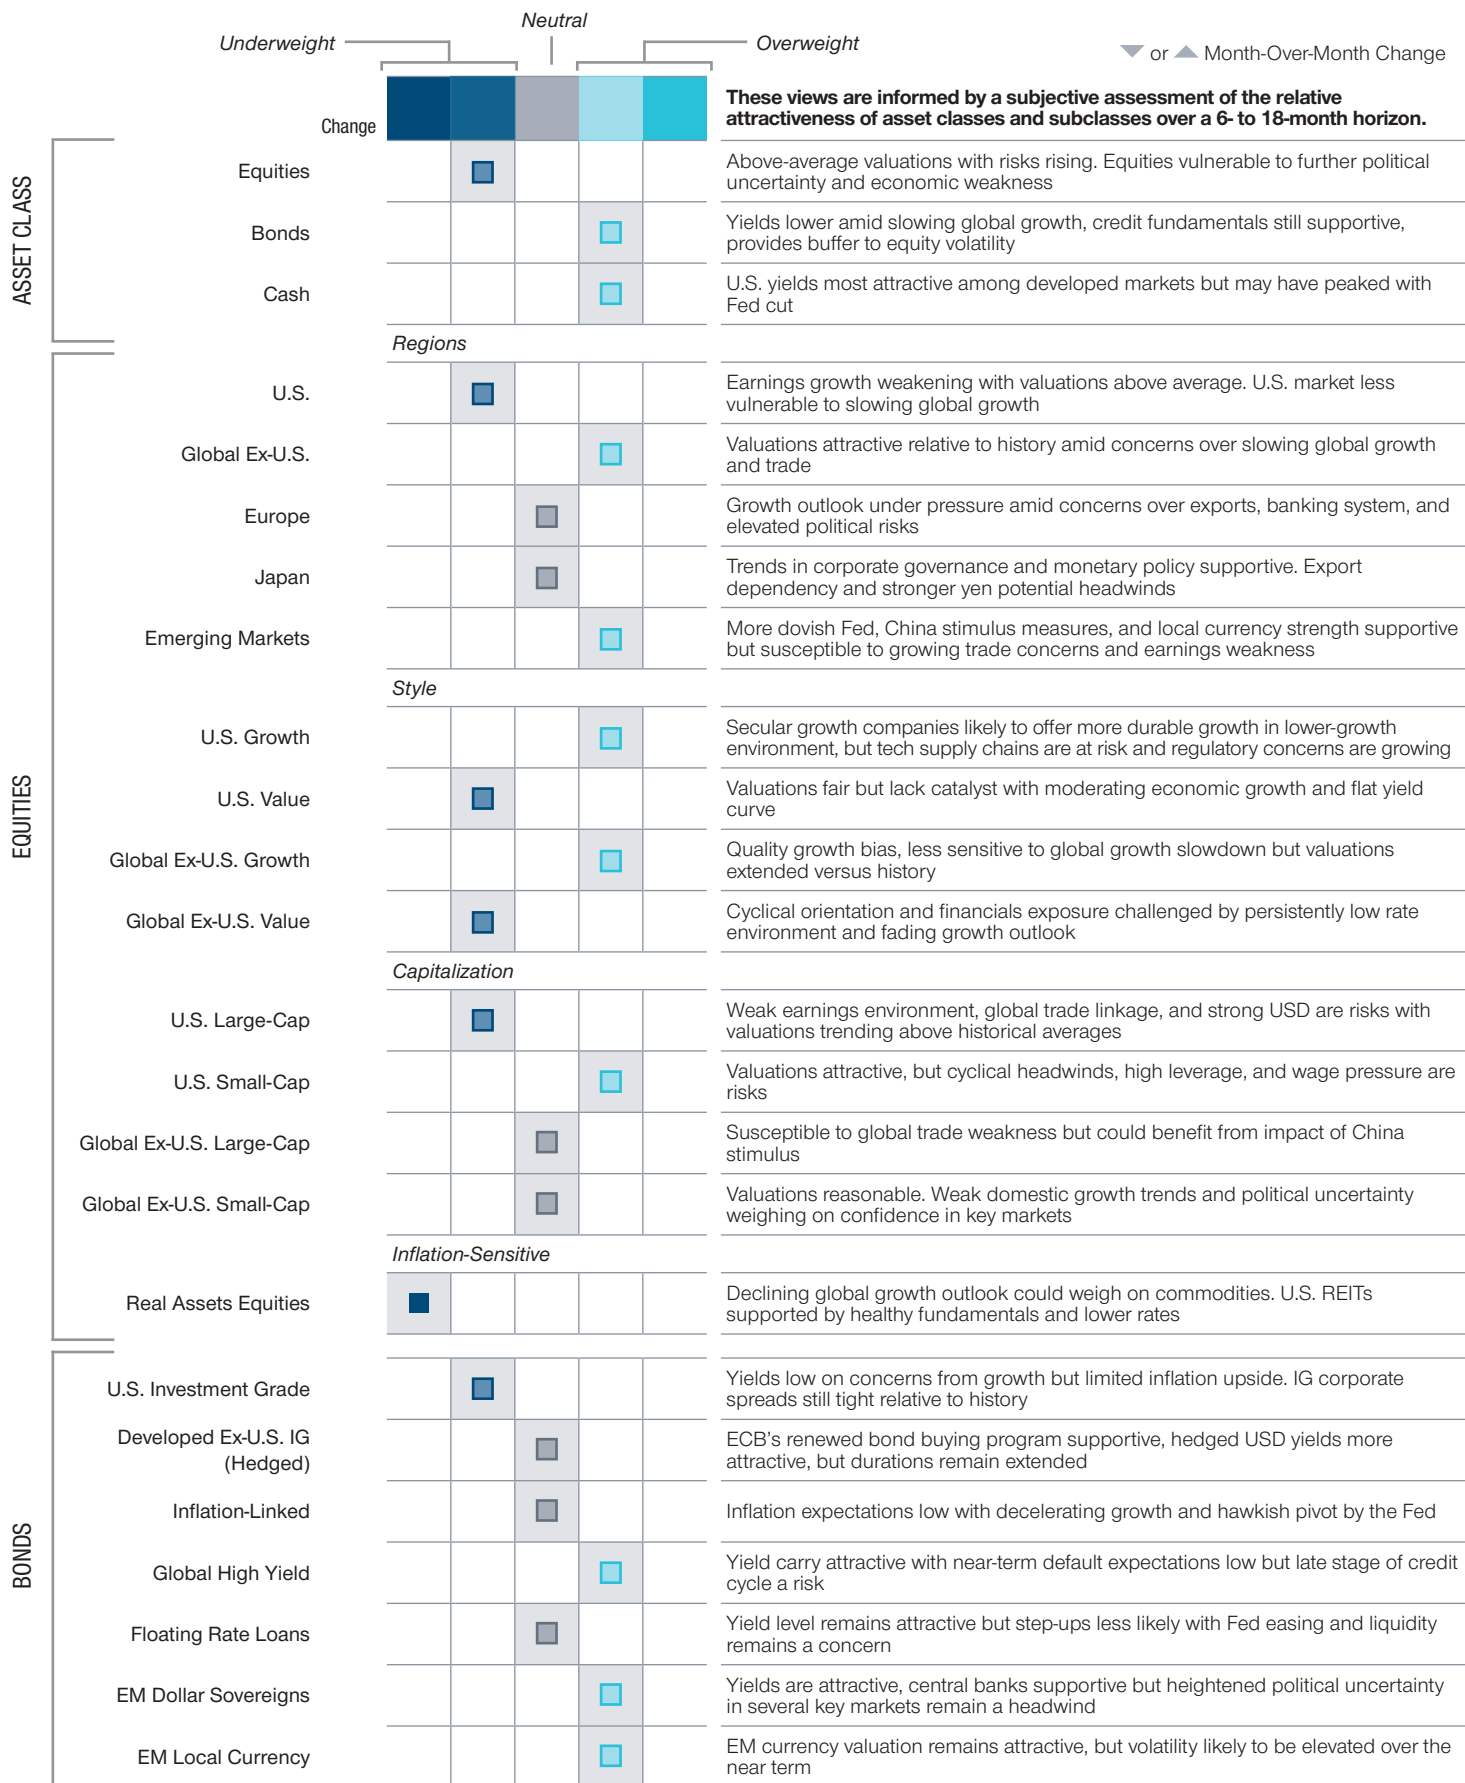 Neutral
Underweight
Overweight
or Month-Over-Month Change
Change
These views are informed by a subjective assessment of the relative
attractiveness of asset classes and subclasses over a 6- to 18-month horizon.
ASSET CLASS
Equities
Above-average valuations with risks rising. Equities vulnerable to further political
uncertainty and economic weakness
Bonds
Yields lower amid slowing global growth, credit fundamentals still supportive,
provides buffer to equity volatility
Cash
U.S. yields most attractive among developed markets but may have peaked with
Fed cut
EQUITIES
Regions
U.S.
Earnings growth weakening with valuations above average. U.S. market less
vulnerable to slowing global growth
Global Ex-U.S.
Valuations attractive relative to history amid concerns over slowing global growth
and trade
Europe
Growth outlook under pressure amid concerns over exports, banking system, and
elevated political risks
Japan
Trends in corporate governance and monetary policy supportive. Export
dependency and stronger yen potential headwinds
Emerging Markets
More dovish Fed, China stimulus measures, and local currency strength supportive
but susceptible to growing trade concerns and earnings weakness
Style
U.S. Growth
Secular growth companies likely to offer more durable growth in lower-growth
environment, but tech supply chains are at risk and regulatory concerns are growing
U.S. Value
Valuations fair but lack catalyst with moderating economic growth and flat yield
curve
Global Ex-U.S. Growth
Quality growth bias, less sensitive to global growth slowdown but valuations
extended versus history
Global Ex-U.S. Value
Cyclical orientation and financials exposure challenged by persistently low rate
environment and fading growth outlook
Capitalization
U.S. Large-Cap
Weak earnings environment, global trade linkage, and strong USD are risks with
valuations trending above historical averages
U.S. Small-Cap
Valuations attractive, but cyclical headwinds, high leverage, and wage pressure are
risks
Global Ex-U.S. Large-Cap
Susceptible to global trade weakness but could benefit from impact of China
stimulus
Global Ex-U.S. Small-Cap
Valuations reasonable. Weak domestic growth trends and political uncertainty
weighing on confidence in key markets
Inflation-Sensitive
Real Assets Equities
Declining global growth outlook could weigh on commodities. U.S. REITs
supported by healthy fundamentals and lower rates
BONDS
U.S. Investment Grade
Yields low on concerns from growth but limited inflation upside. IG corporate
spreads still tight relative to history
Developed Ex-U.S. IG
(Hedged)
ECB's renewed bond buying program supportive, hedged USD yields more
attractive, but durations remain extended
Inflation-Linked
Inflation expectations low with decelerating growth and hawkish pivot by the Fed
Global High Yield
Yield carry attractive with near-term default expectations low but late stage of credit
cycle a risk
Floating Rate Loans
Yield level remains attractive but step-ups less likely with Fed easing and liquidity
remains a concern
EM Dollar Sovereigns
Yields are attractive, central banks supportive but heightened political uncertainty
in several key markets remain a headwind
EM Local Currency
EM currency valuation remains attractive, but volatility likely to be elevated over the
near term